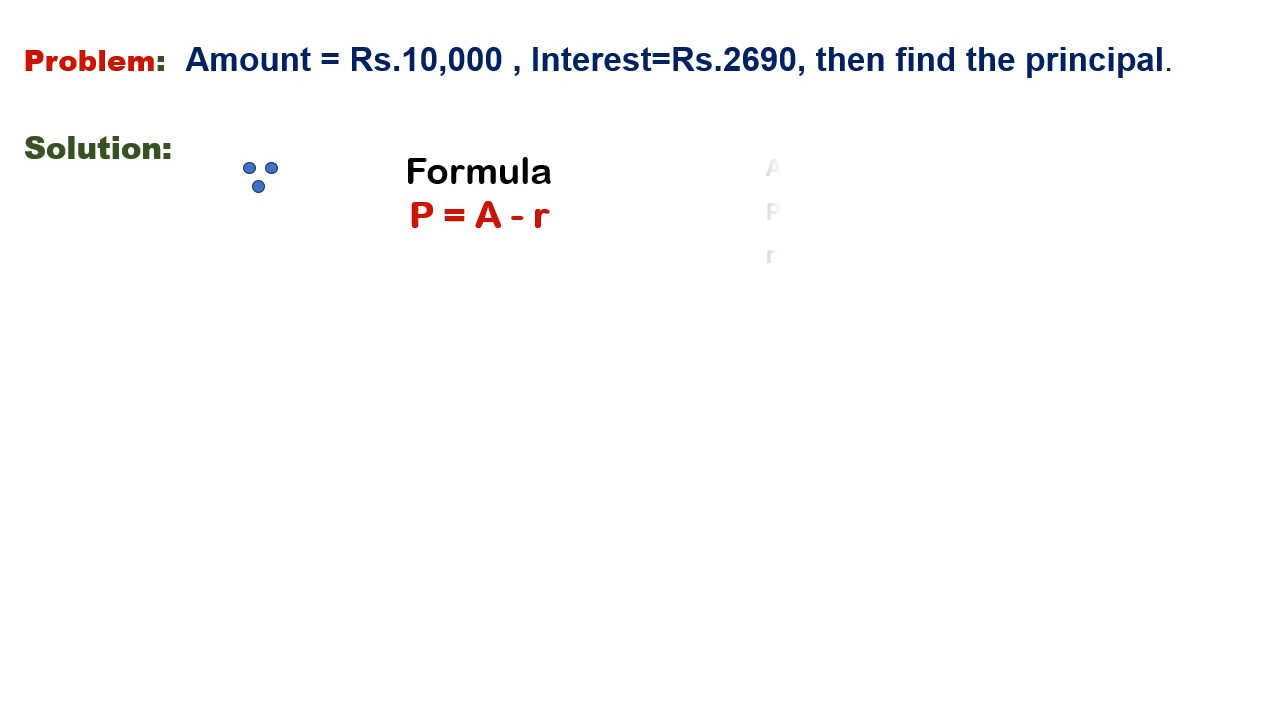 Problem: Amount = Rs.10,000 , Interest=Rs.2690, then find the principal.
Solution:
Formula
P = A - r
A
P
r